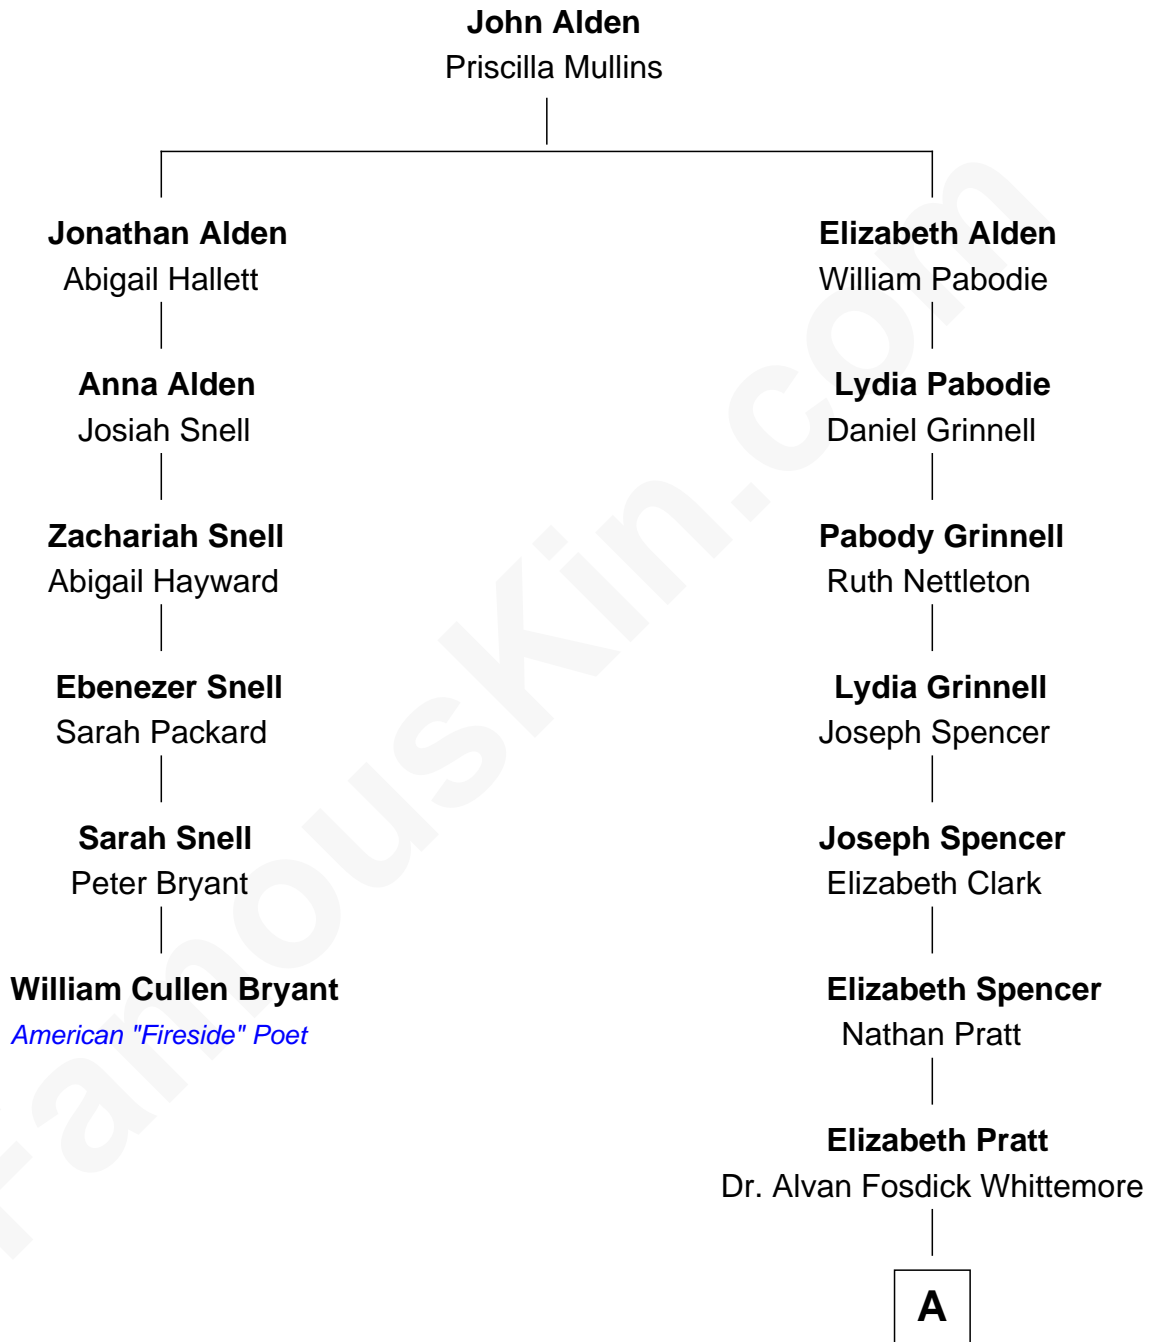 John Alden
Priscilla Mullins
Jonathan Alden
Abigail Hallett
Elizabeth Alden
William Pabodie
Anna Alden
Josiah Snell
Lydia Pabodie
Daniel Grinnell
Zachariah Snell
Abigail Hayward
Pabody Grinnell
Ruth Nettleton
Ebenezer Snell
Sarah Packard
Lydia Grinnell
Joseph Spencer
Sarah Snell
Peter Bryant
Joseph Spencer
Elizabeth Clark
William Cullen Bryant
American "Fireside" Poet
Elizabeth Spencer
Nathan Pratt
Elizabeth Pratt
Dr. Alvan Fosdick Whittemore
A
FamousKin.com